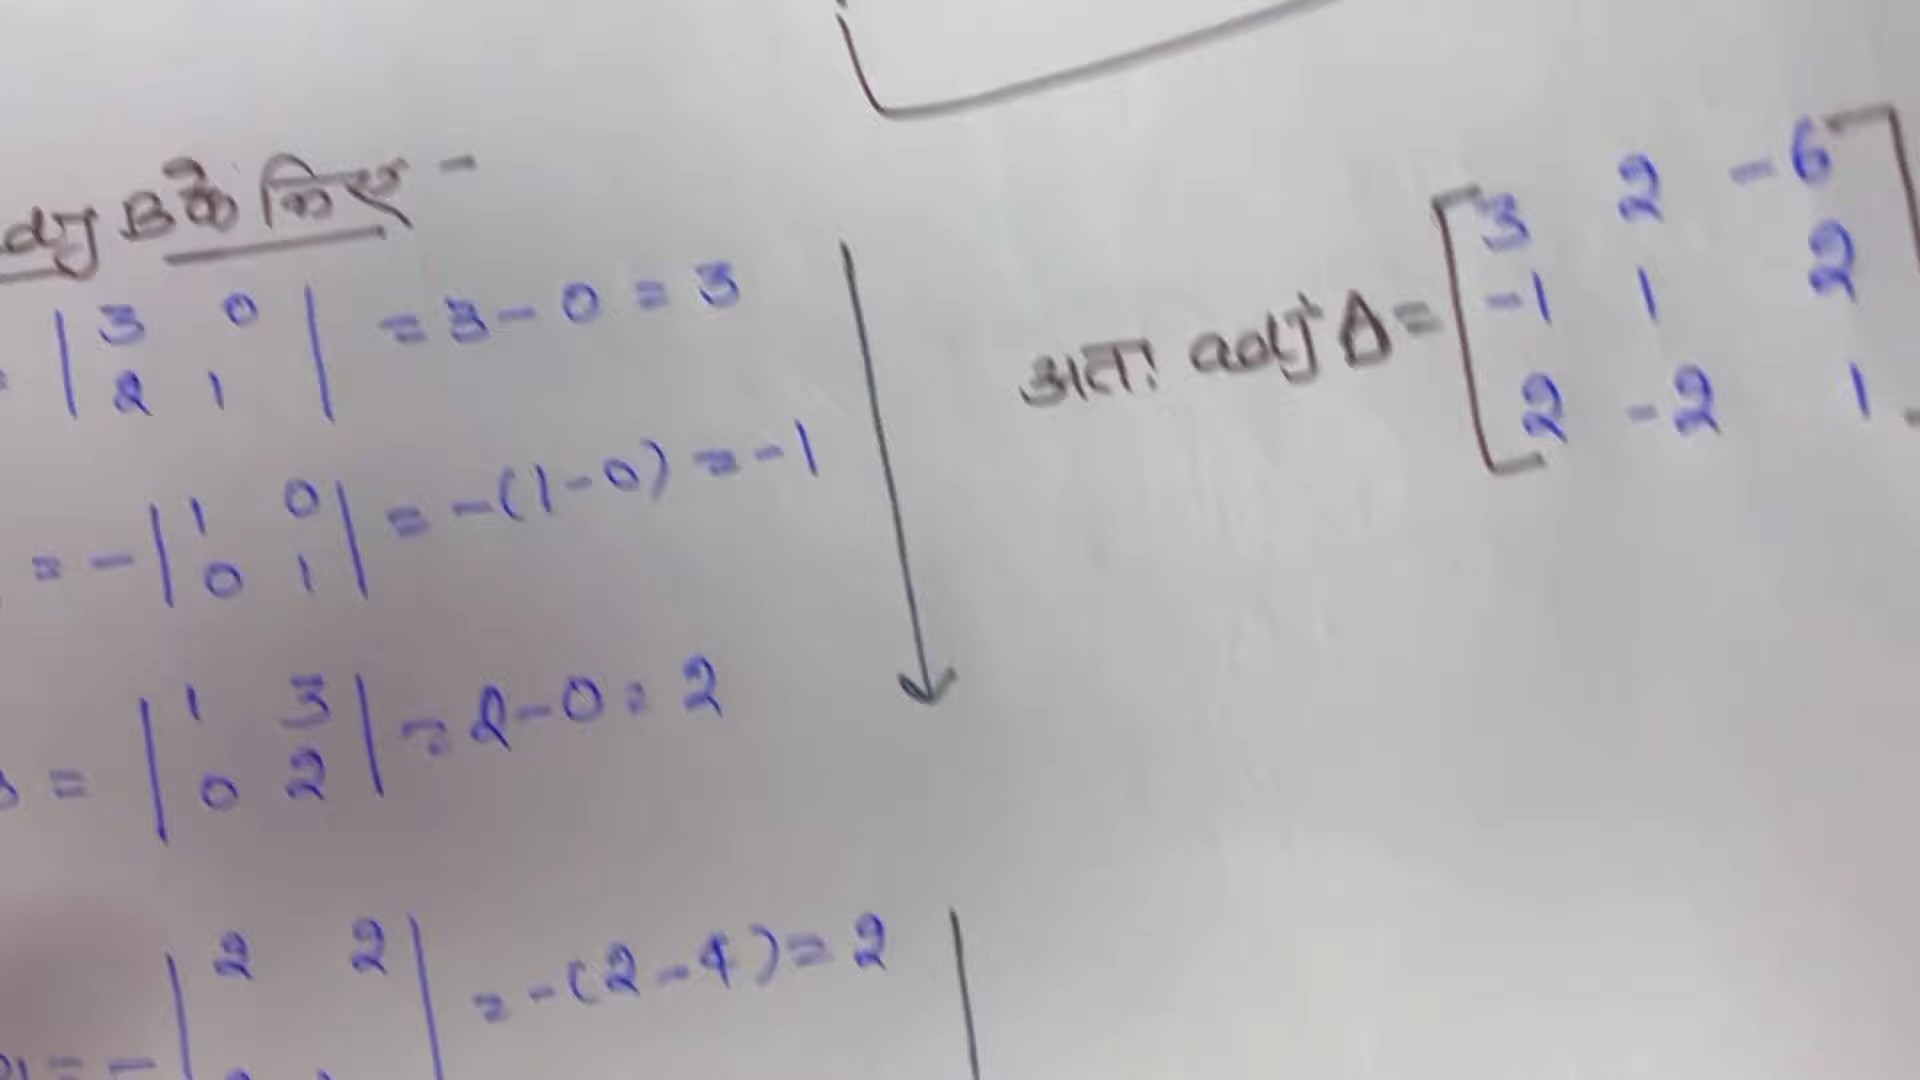 adj B के लिए -
= | 3 0 | = 3 - 0 = 3
| 2 1 |
= - | 1 0 | = -(1-0) = -1
| 0 1 |
3 = | 1 3 | = 2-0 = 2
| 0 2 |
= - | 2 2 | = -(2-4) = 2
अतः adj A = [ 3 2 -6 ]
-1 1 2
2 -2 1